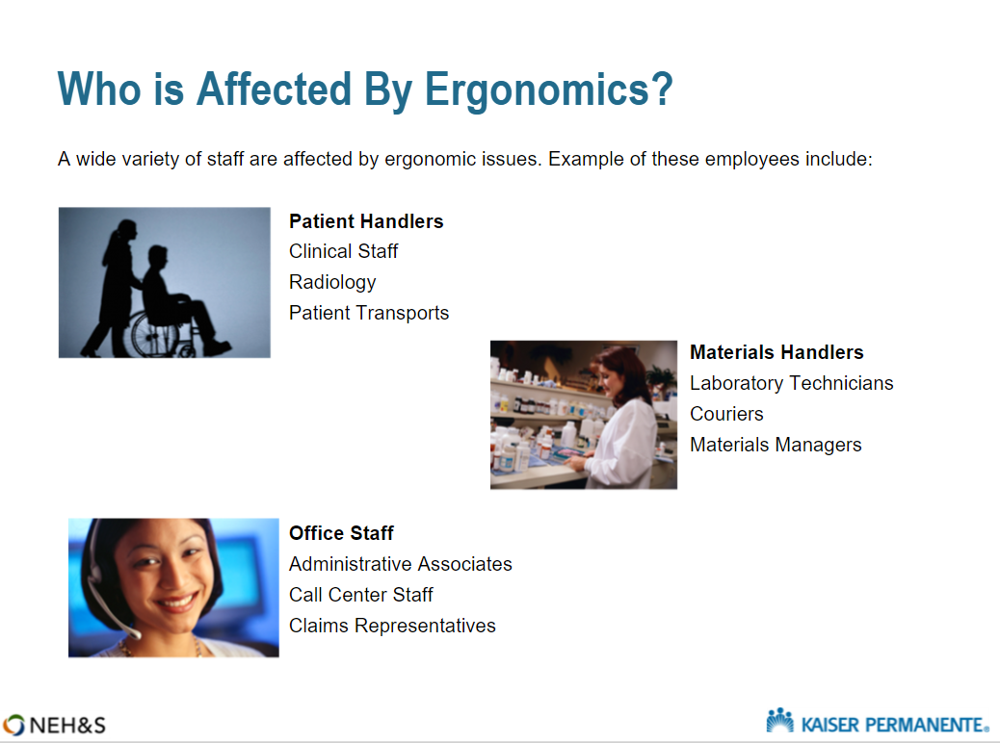 Who is Affected By Ergonomics?
A wide variety of staff are affected by ergonomic issues. Example of these employees include:
Patient Handlers
Clinical Staff
Radiology
Patient Transports
Materials Handlers
Laboratory Technicians
Couriers
Materials Managers
Office Staff
Administrative Associates
Call Center Staff
Claims Representatives
NEH&S
KAISER PERMANENTE®